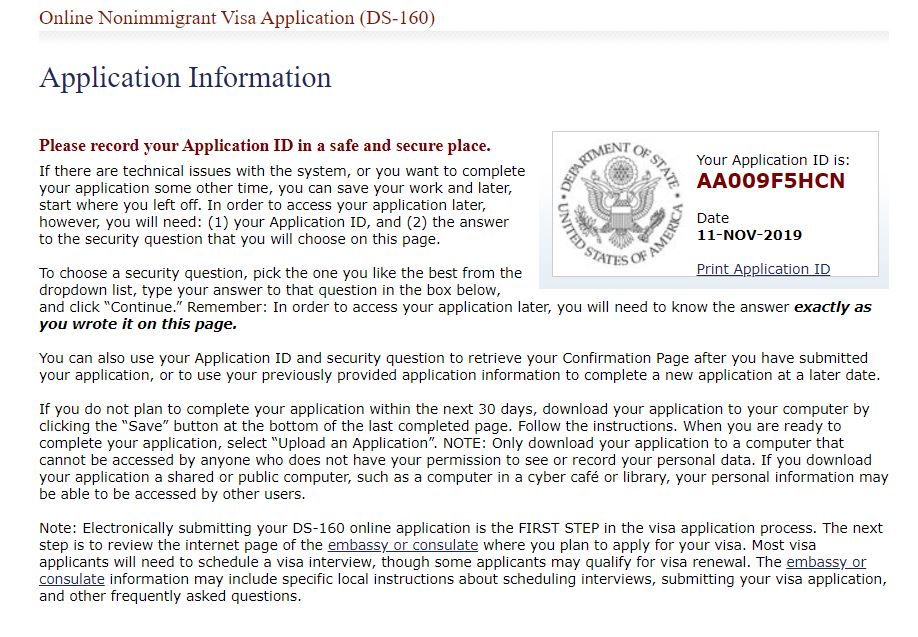 Online Nonimmigrant Visa Application (DS-160)
Application Information
Please record your Application ID in a safe and secure place.
If there are technical issues with the system, or you want to complete
your application some other time, you can save your work and later,
start where you left off. In order to access your application later,
however, you will need: (1) your Application ID, and (2) the answer
to the security question that you will choose on this page.
DEPARTMENT OF STATE
UNITED STATES OF AMERICA
Your Application ID is:
AA009F5HCN
Date
11-NOV-2019
Print Application ID
To choose a security question, pick the one you like the best from the
dropdown list, type your answer to that question in the box below,
and click “Continue.” Remember: In order to access your application later, you will need to know the answer exactly as
you wrote it on this page.
You can also use your Application ID and security question to retrieve your Confirmation Page after you have submitted
your application, or to use your previously provided application information to complete a new application at a later date.
If you do not plan to complete your application within the next 30 days, download your application to your computer by
clicking the “Save” button at the bottom of the last completed page. Follow the instructions. When you are ready to
complete your application, select “Upload an Application”. NOTE: Only download your application to a computer that
cannot be accessed by anyone who does not have your permission to see or record your personal data. If you download
your application a shared or public computer, such as a computer in a cyber café or library, your personal information may
be able to be accessed by other users.
Note: Electronically submitting your DS-160 online application is the FIRST STEP in the visa application process. The next
step is to review the internet page of the embassy or consulate where you plan to apply for your visa. Most visa
applicants will need to schedule a visa interview, though some applicants may qualify for visa renewal. The embassy or
consulate information may include specific local instructions about scheduling interviews, submitting your visa application,
and other frequently asked questions.